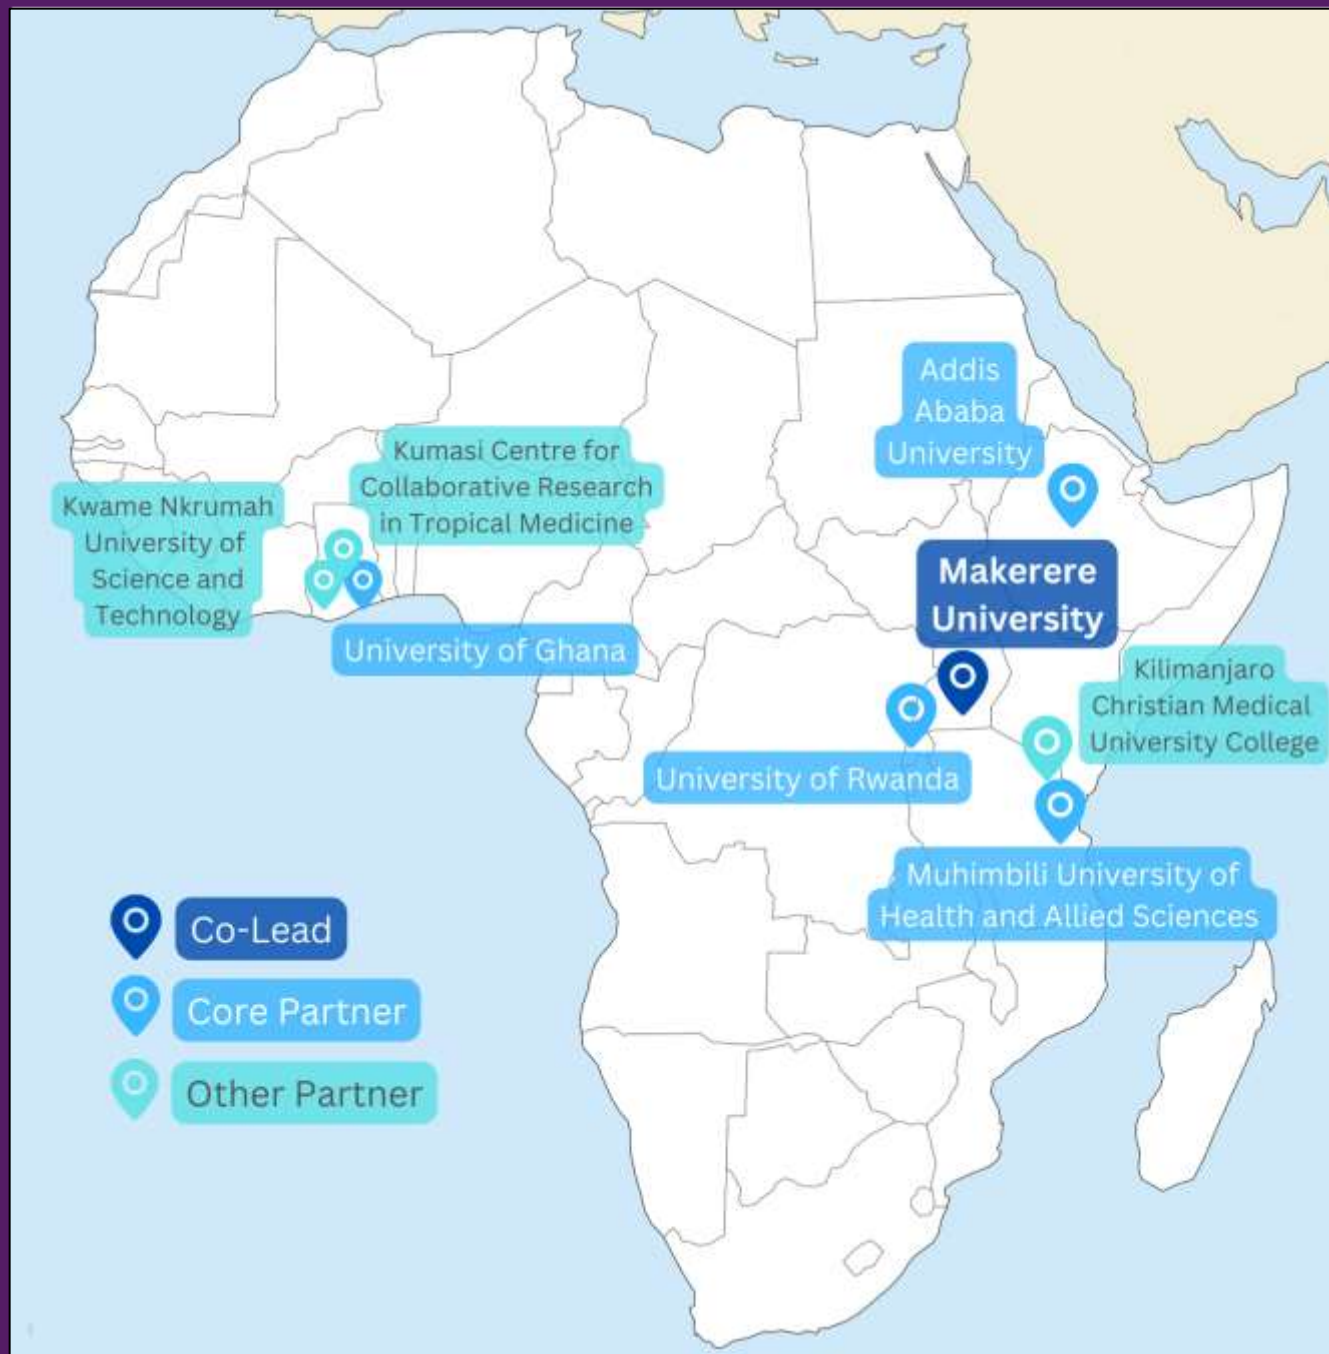 Addis
Ababa
University
Kumasi Centre for
Collaborative Research
in Tropical Medicine
Kwame Nkrumah
University of
Science and
Technology
Makerere
University
University of Ghana
Kilimanjaro
Christian Medical
University College
University of Rwanda
Muhimbili University of
Health and Allied Sciences
Co-Lead
Core Partner
Other Partner